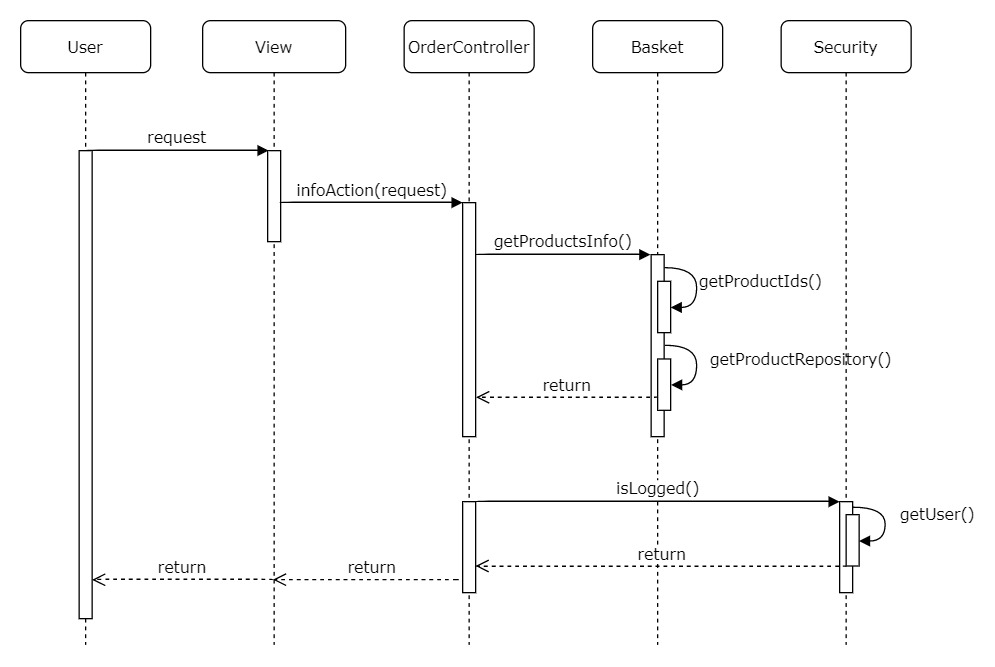 User
View
OrderController
Basket
Security
request
infoAction(request)
getProductsInfo()
getProductIds()
getProductRepository()
return
isLogged()
getUser()
return
return
return